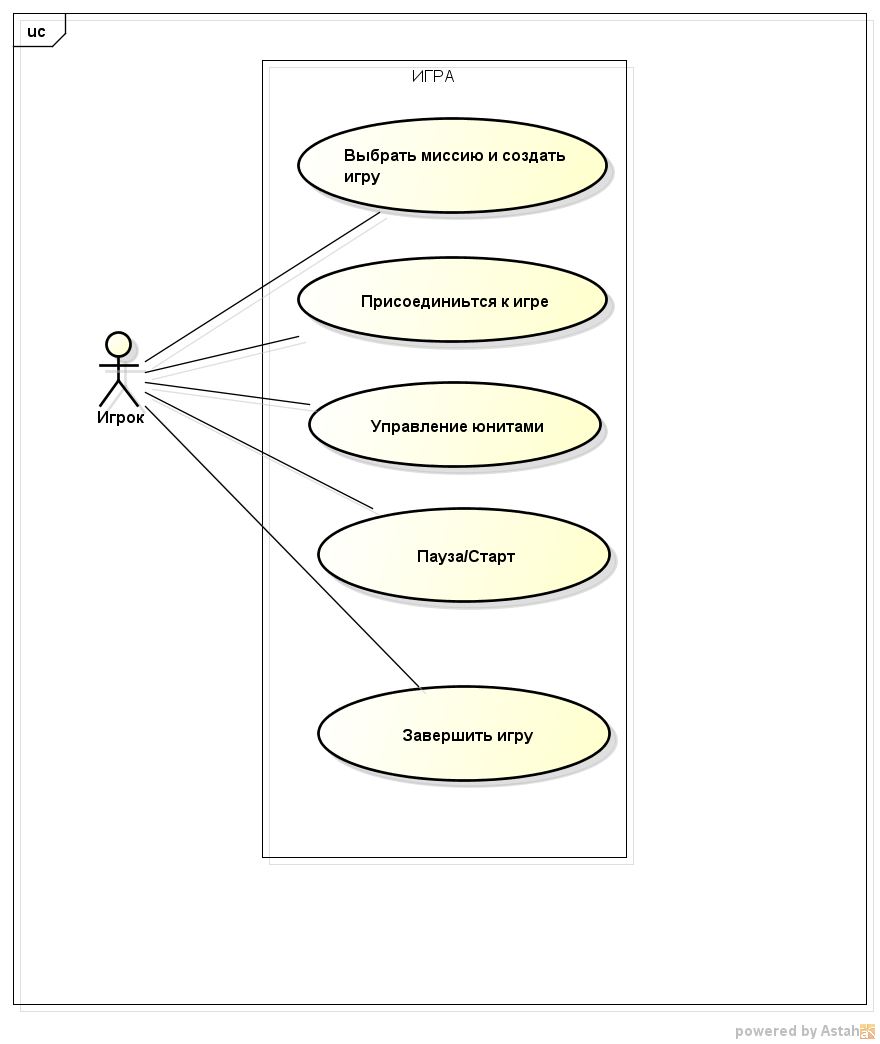 uc
ИГРА
Выбрать миссию и создать
игру
Присоединиьтся к игре
Управление юнитами
Игрок
Пауза/Старт
Завершить игру
powered by Astah